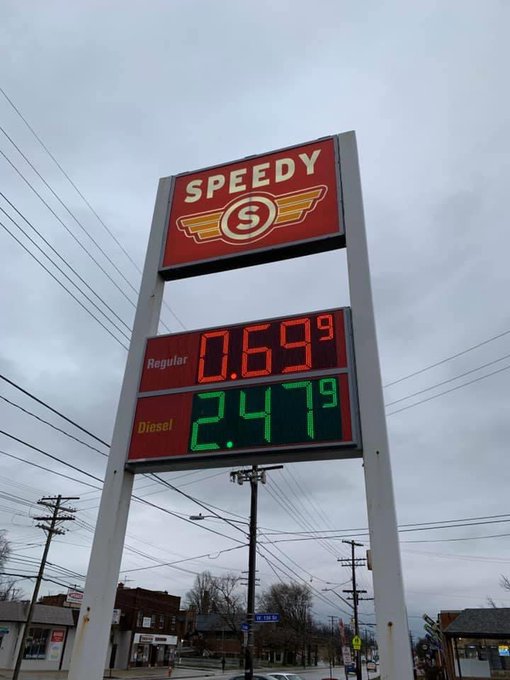 SPEEDY
S
Regular 0.69 9
Diesel 2.47 9